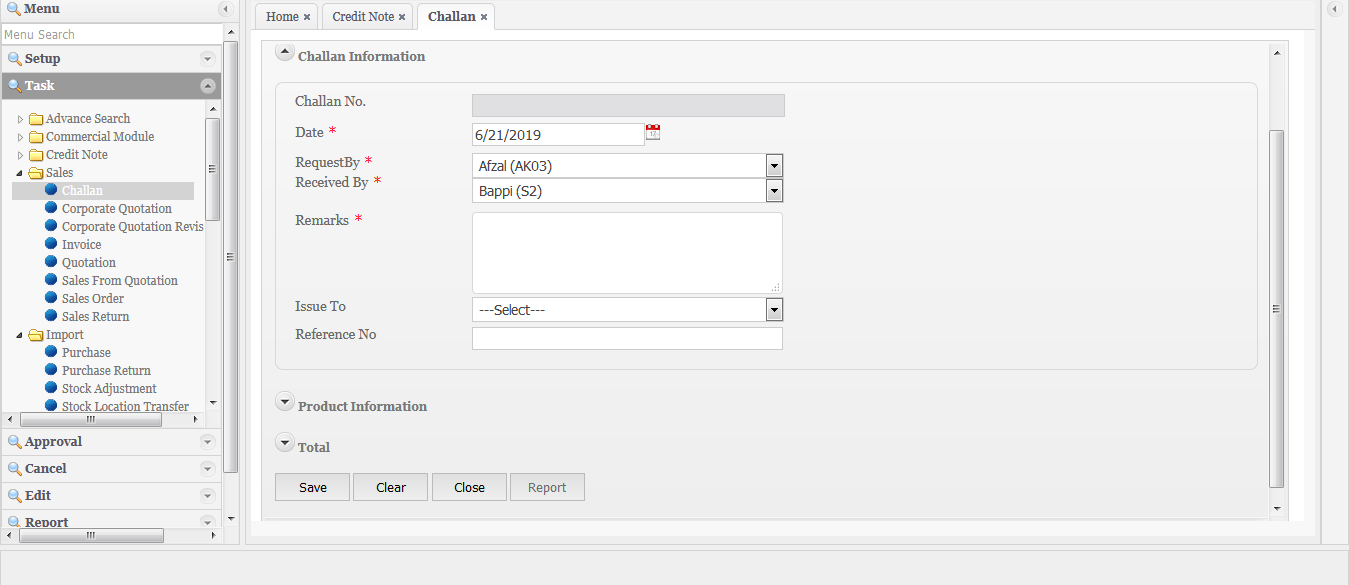 Menu
Menu Search
Setup
Task
Advance Search
Commercial Module
Credit Note
Sales
Challan
Corporate Quotation
Corporate Quotation Revis
Invoice
Quotation
Sales From Quotation
Sales Order
Sales Return
Import
Purchase
Purchase Return
Stock Adjustment
Stock Location Transfer
Approval
Cancel
Edit
Report
Home × Credit Note × Challan ×
Challan Information
Challan No.
Date * 6/21/2019
RequestBy * Afzal (AK03)
Received By * Bappi (S2)
Remarks *
Issue To ---Select---
Reference No
Product Information
Total
Save Clear Close Report